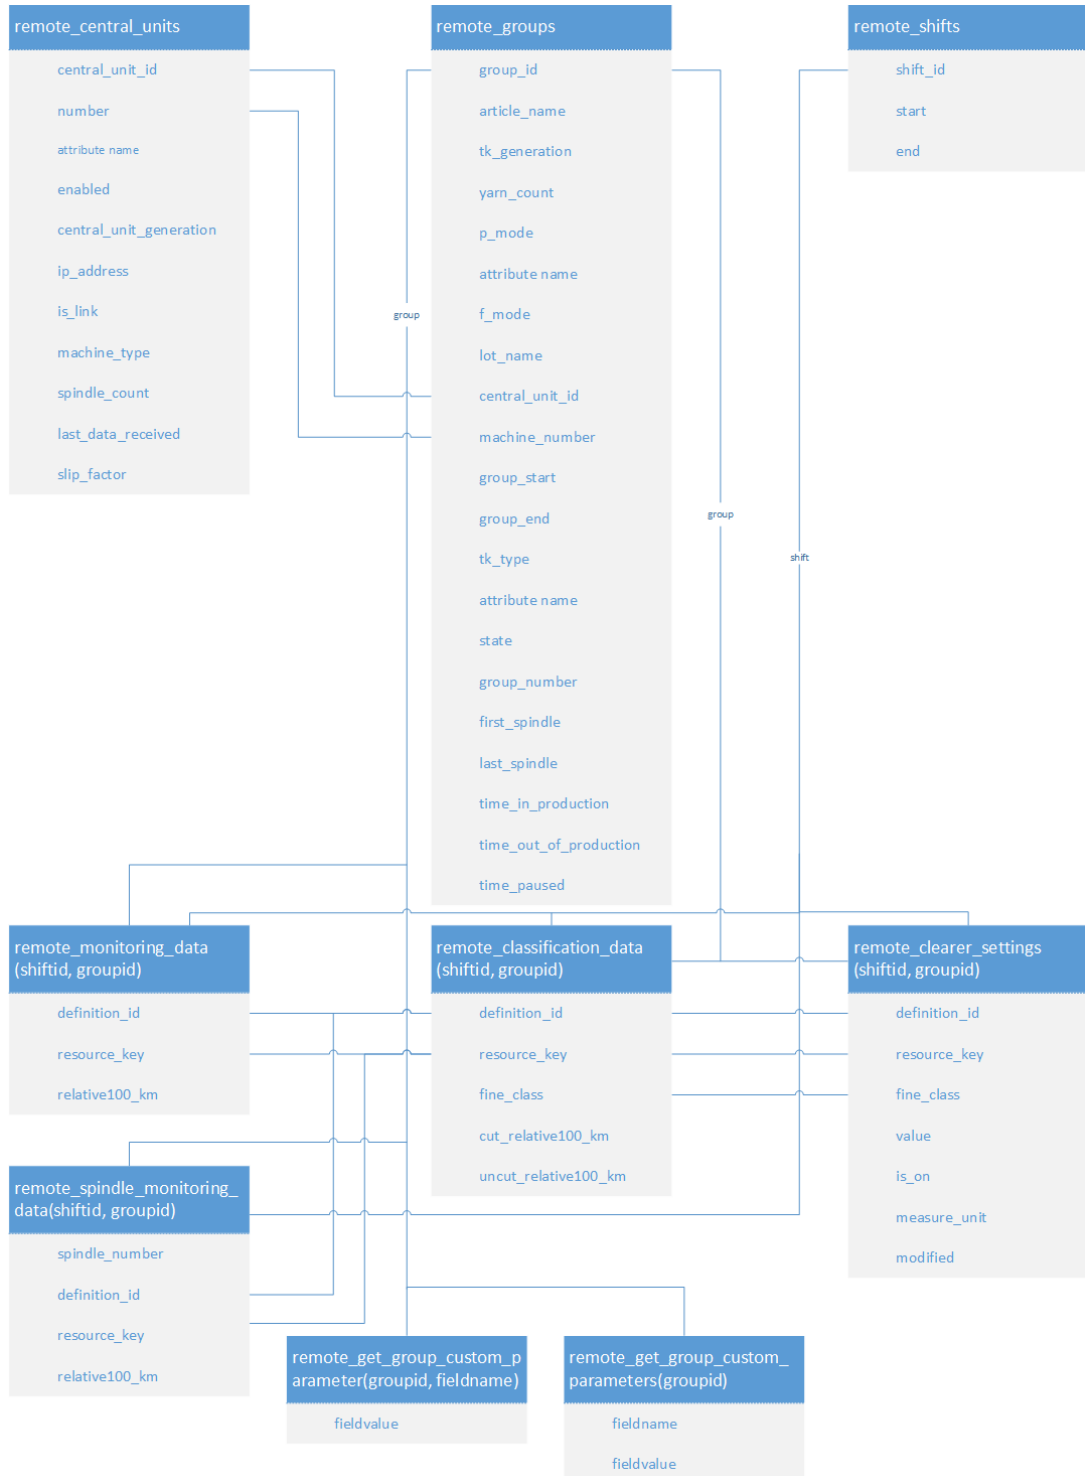 remote_central_units
central_unit_id
number
attribute name
enabled
central_unit_generation
ip_address
is_link
machine_type
spindle_count
last_data_received
slip_factor
remote_groups
group_id
article_name
tk_generation
yarn_count
p_mode
attribute name
f_mode
lot_name
central_unit_id
machine_number
group_start
group_end
tk_type
attribute name
state
group_number
first_spindle
last_spindle
time_in_production
time_out_of_production
time_paused
remote_shifts
shift_id
start
end
group
group
shift
remote_monitoring_data
(shiftid, groupid)
definition_id
resource_key
relative100_km
remote_classification_data
(shiftid, groupid)
definition_id
resource_key
fine_class
cut_relative100_km
uncut_relative100_km
remote_clearer_settings
(shiftid, groupid)
definition_id
resource_key
fine_class
value
is_on
measure_unit
modified
remote_spindle_monitoring_
data(shiftid, groupid)
spindle_number
definition_id
resource_key
relative100_km
remote_get_group_custom_p
arameter(groupid, fieldname)
fieldvalue
remote_get_group_custom_
parameters(groupid)
fieldname
fieldvalue